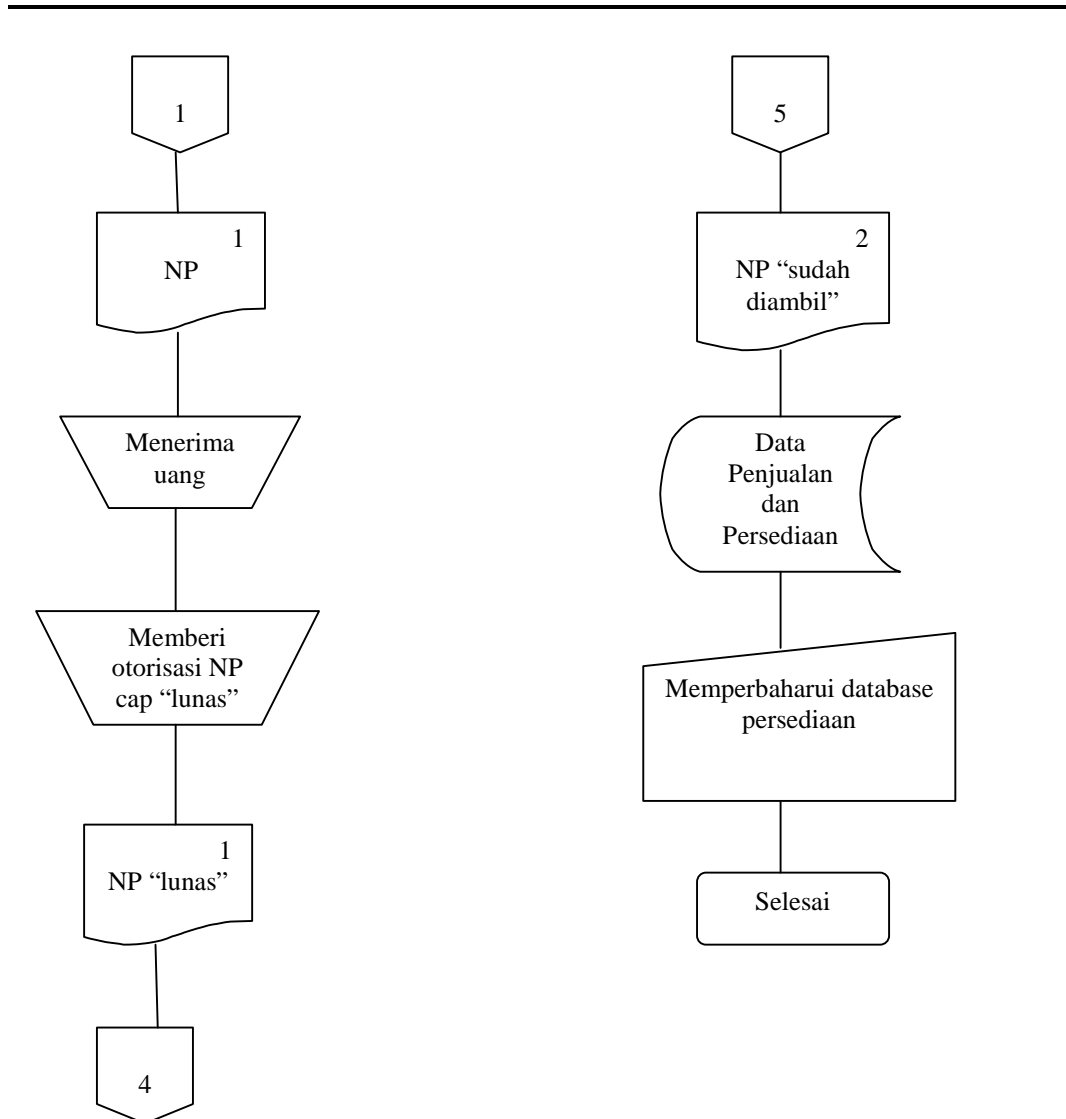 1
1
NP
Menerima
uang
Memberi
otorisasi NP
cap “lunas”
1
NP “lunas”
4
5
2
NP “sudah
diambil”
Data
Penjualan
dan
Persediaan
Memperbaharui database
persediaan
Selesai